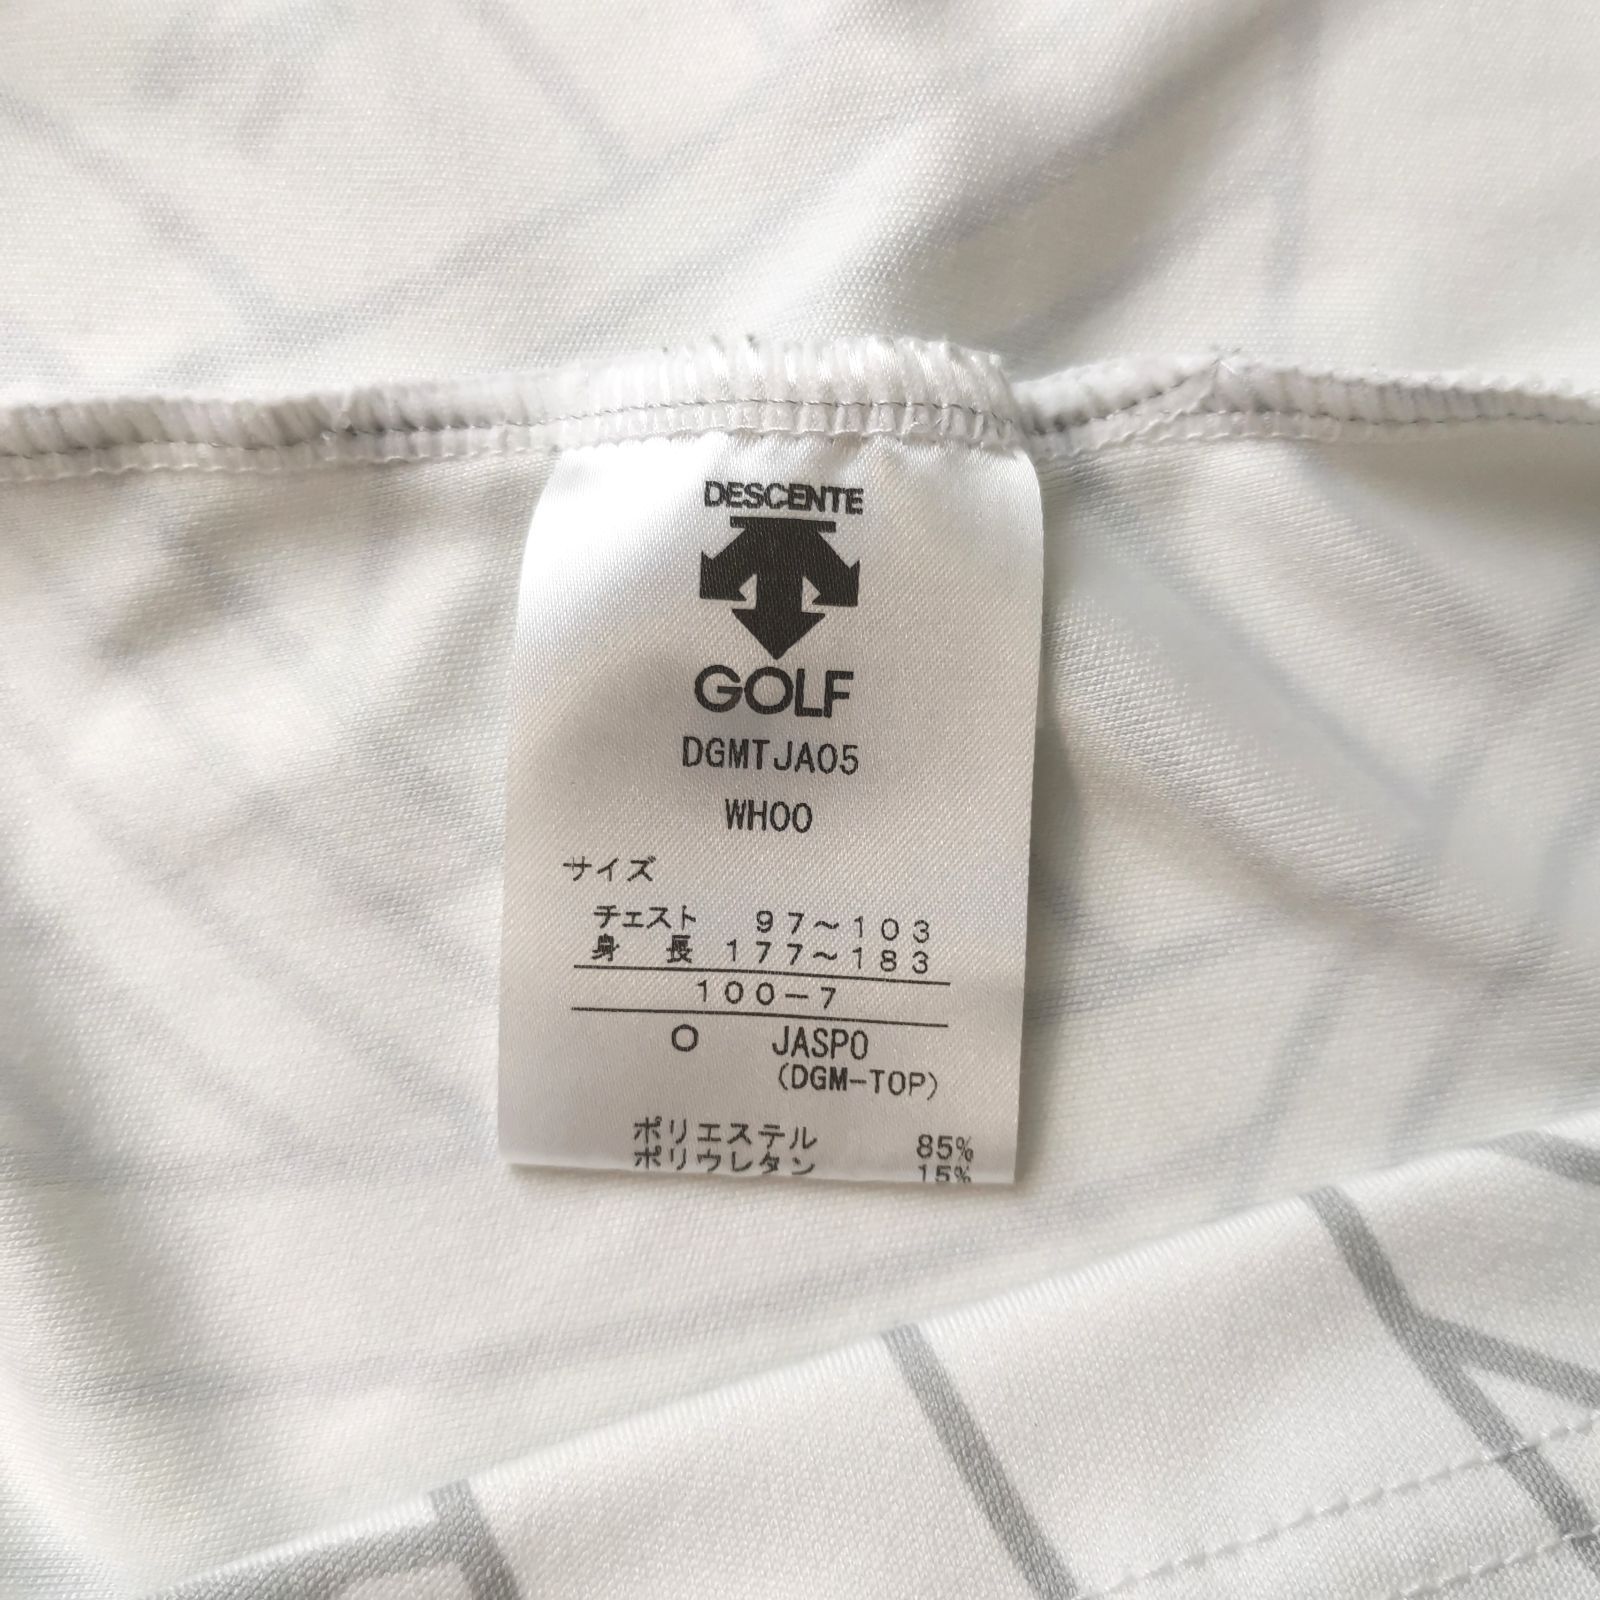 DESCENTE
GOLF
DGMTJA05
WH00
サイズ
チェスト 97～103
身長 177～183
100-7
O JASPO
(DGM-TOP)
ポリエステル 85%
ポリウレタン 15%